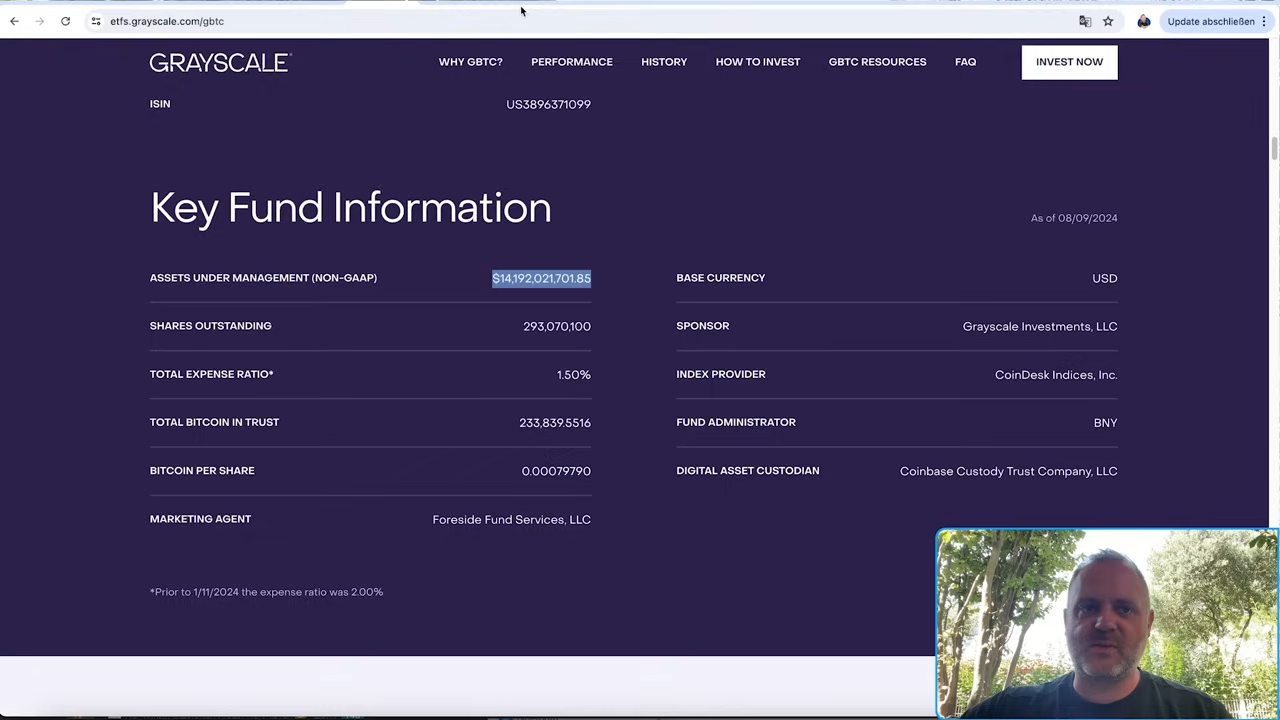 etfs.grayscale.com/gbtc
Update abschließen
GRAYSCALE
WHY GBTC?
PERFORMANCE
HISTORY
HOW TO INVEST
GBTC RESOURCES
FAQ
INVEST NOW
ISIN US3896371099
Key Fund Information
As of 08/09/2024
ASSETS UNDER MANAGEMENT (NON-GAAP) $14,192,021,701.85
SHARES OUTSTANDING 293,070,100
TOTAL EXPENSE RATIO* 1.50%
TOTAL BITCOIN IN TRUST 233,839.5516
BITCOIN PER SHARE 0.00079790
MARKETING AGENT Foreside Fund Services, LLC
BASE CURRENCY USD
SPONSOR Grayscale Investments, LLC
INDEX PROVIDER CoinDesk Indices, Inc.
FUND ADMINISTRATOR BNY
DIGITAL ASSET CUSTODIAN Coinbase Custody Trust Company, LLC
*Prior to 1/11/2024 the expense ratio was 2.00%